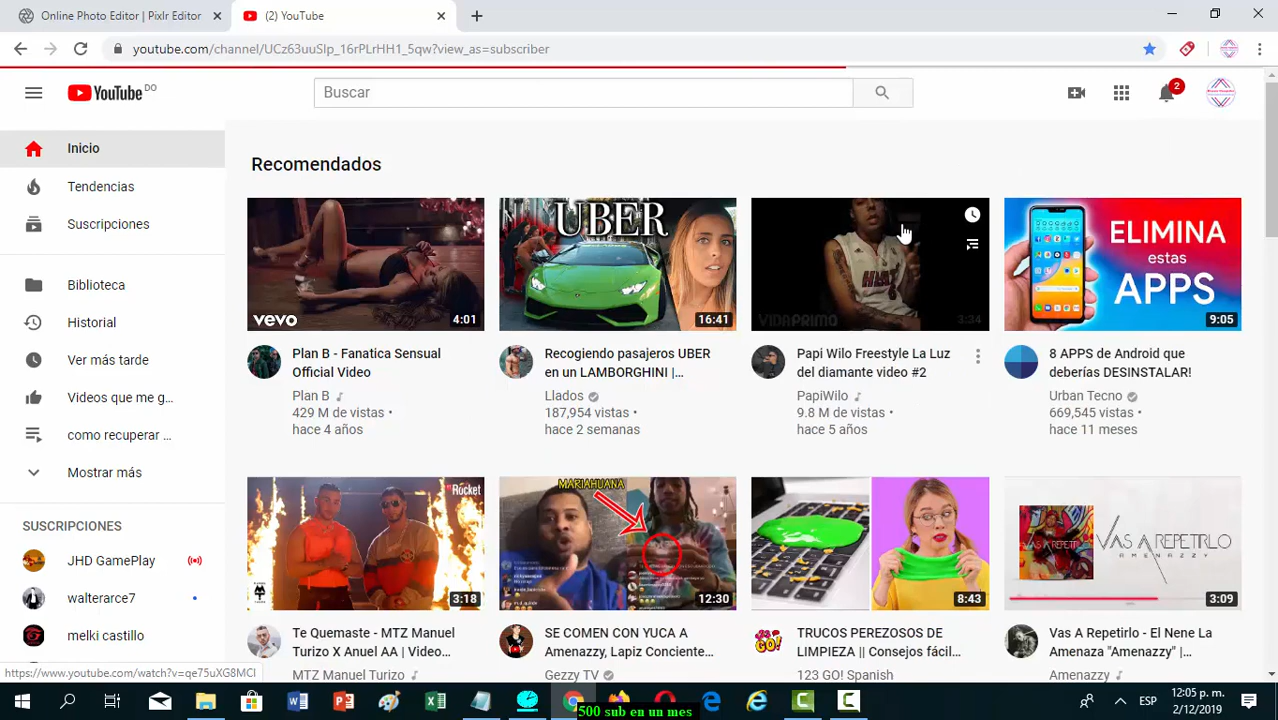 Online Photo Editor | Pixlr Editor
(2) YouTube
youtube.com/channel/UCz63uuSlp_16rPLrHH1_5qw?view_as=subscriber
YouTube DO
Buscar
2
Inicio
Tendencias
Suscripciones
Biblioteca
Historial
Ver más tarde
Videos que me g...
como recuperar ...
Mostrar más
SUSCRIPCIONES
JHD GamePlay
walterarce7
melki castillo
Recomendados
vevo
4:01
UBER
16:41
VIDAPRIMO
3:34
ELIMINA
estas
APPS
9:05
Plan B - Fanatica Sensual
Official Video
Plan B
429 M de vistas •
hace 4 años
Recogiendo pasajeros UBER
en un LAMBORGHINI |...
Llados
187,954 vistas •
hace 2 semanas
Papi Wilo Freestyle La Luz
del diamante video #2
PapiWilo
9.8 M de vistas •
hace 5 años
8 APPS de Android que
deberías DESINSTALAR!
Urban Tecno
669,545 vistas •
hace 11 meses
ROCKET
3:18
MARIAHUANA
12:30
8:43
VAS A REPETIRLO
AMENAZZY
3:09
Te Quemaste - MTZ Manuel
Turizo X Anuel AA | Video...
MTZ Manuel Turizo
SE COMEN CON YUCA A
Amenazzy, Lapiz Conciente...
Gezzy TV
123 GO!
TRUCOS PEREZOSOS DE
LIMPIEZA || Consejos fácil...
123 GO! Spanish
Vas A Repetirlo - El Nene La
Amenaza "Amenazzy" |...
Amenazzy
https://www.youtube.com/watch?v=qe75uXG8MCI
500 sub en un mes
ESP
12:05 p. m.
2/12/2019